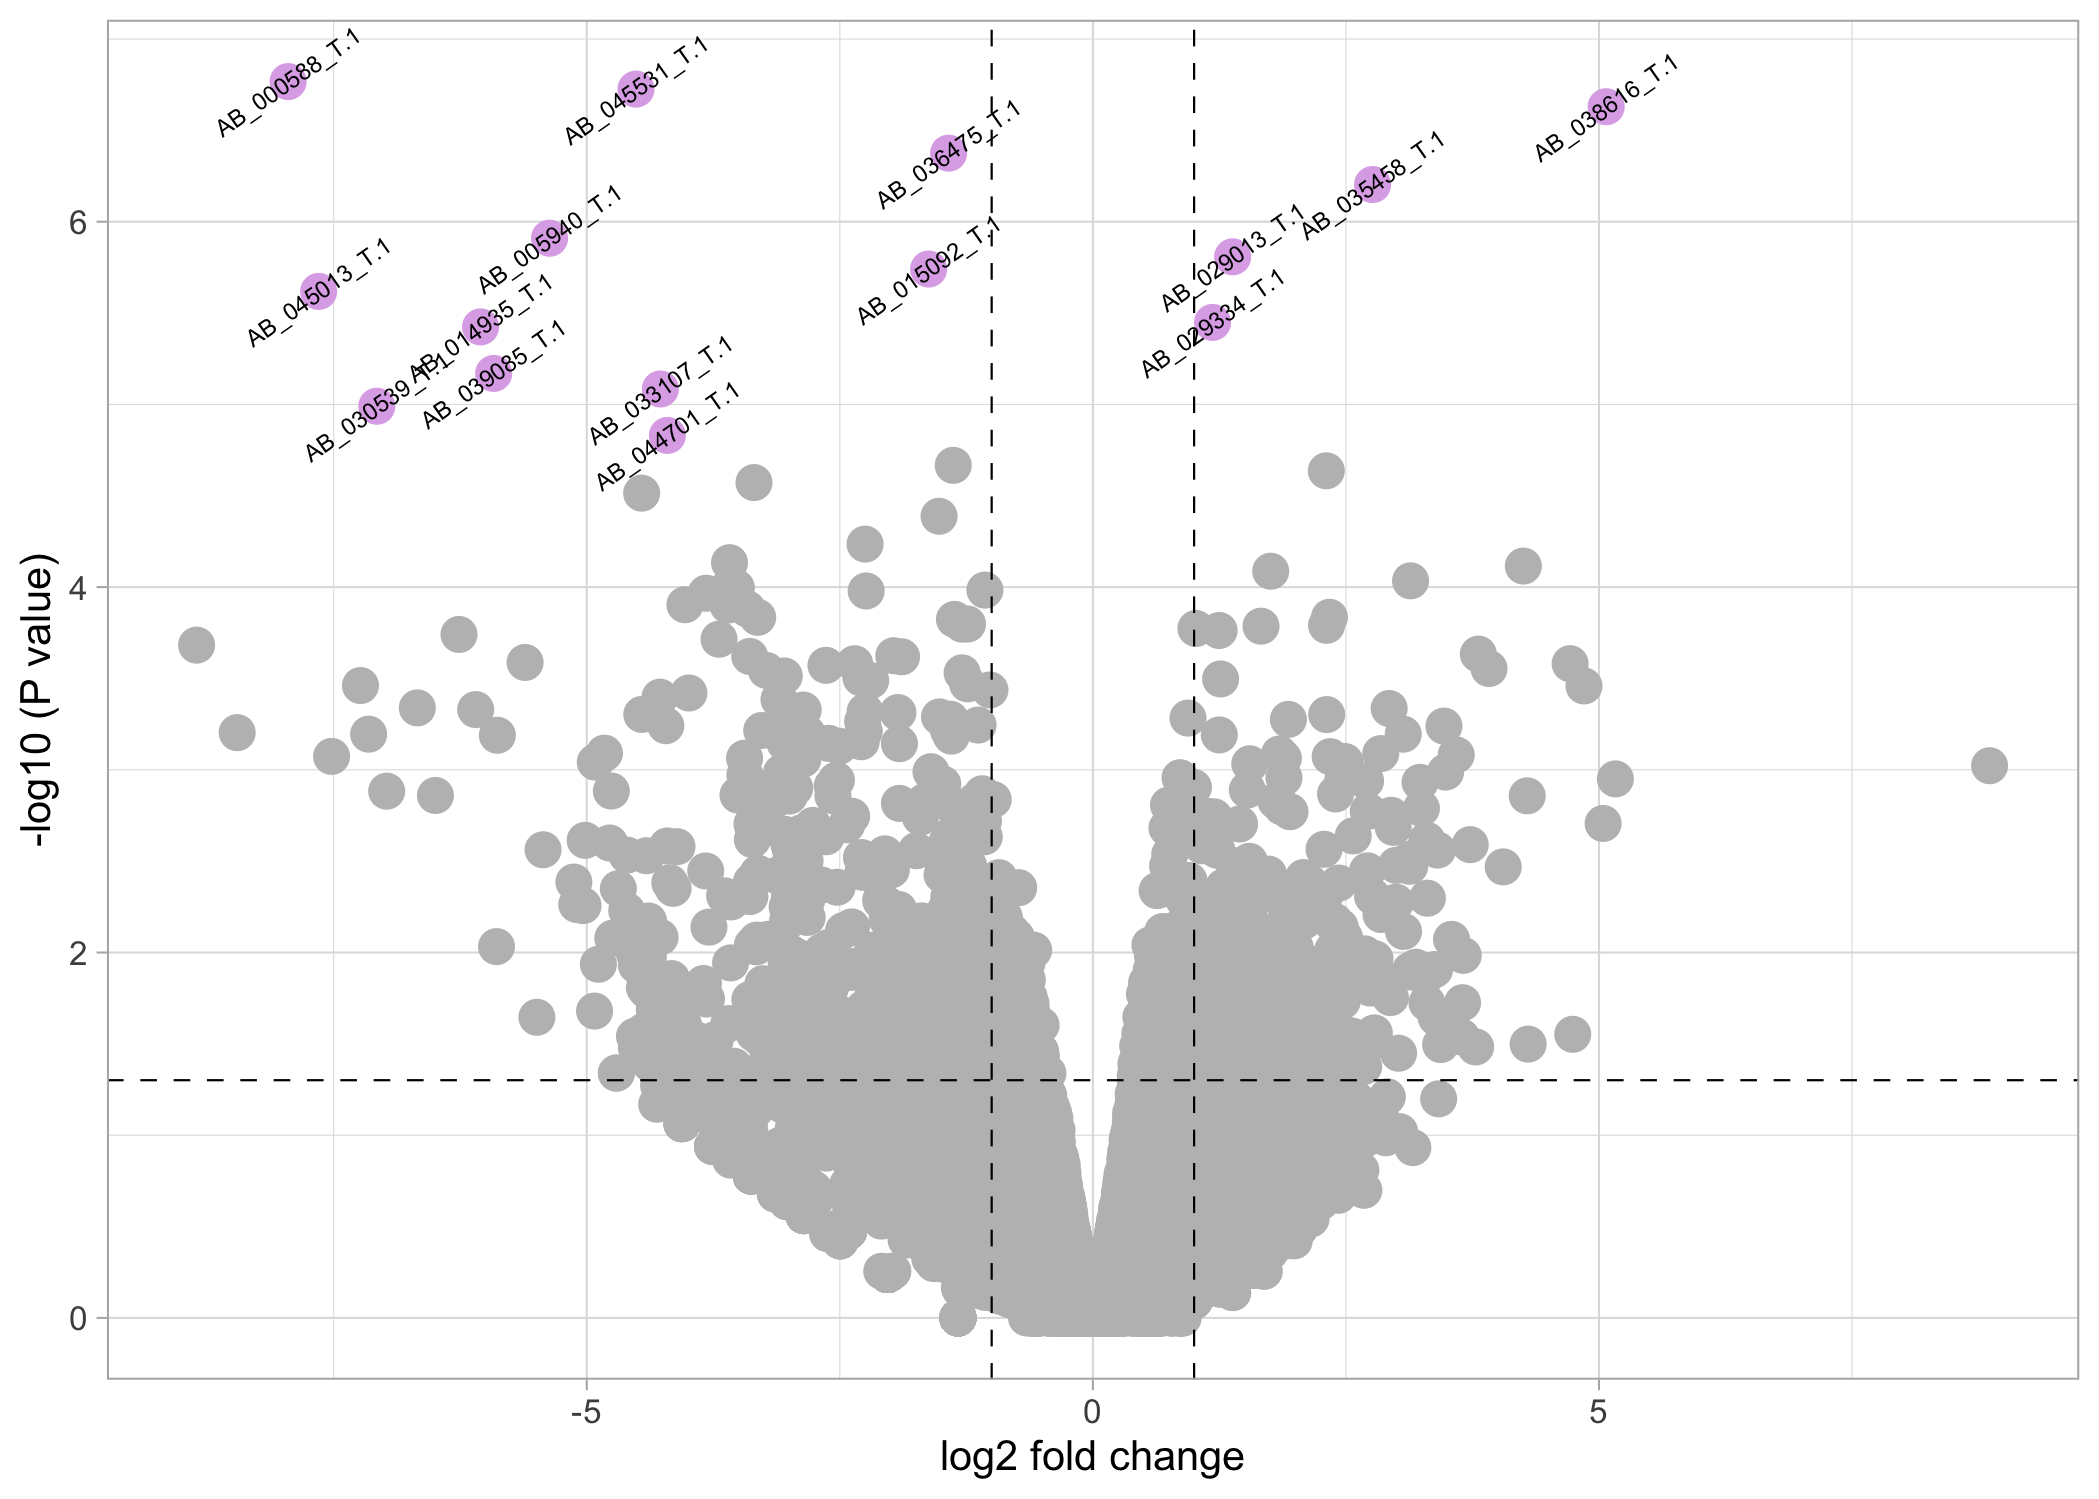 AB_000588_T.1
AB_045531_T.1
AB_038616_T.1
AB_036475_T.1
AB_035458_T.1
AB_005940_T.1
AB_029013_T.1
AB_015092_T.1
AB_045013_T.1
AB_029334_T.1
AB_014935_T.1
AB_039085_T.1
AB_033107_T.1
AB_030539_T.1
AB_044701_T.1
6
4
2
0
-log10 (P value)
-5
0
5
log2 fold change